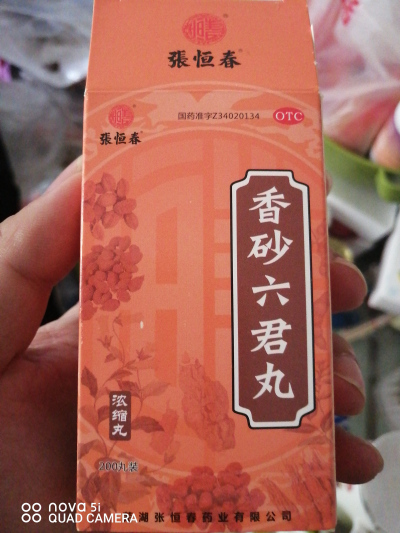 張恒春
国药准字Z34020134 OTC
張恒春
香砂六君丸
浓缩丸
200丸装
湖张恒春药业有限公司
nova 5i
QUAD CAMERA